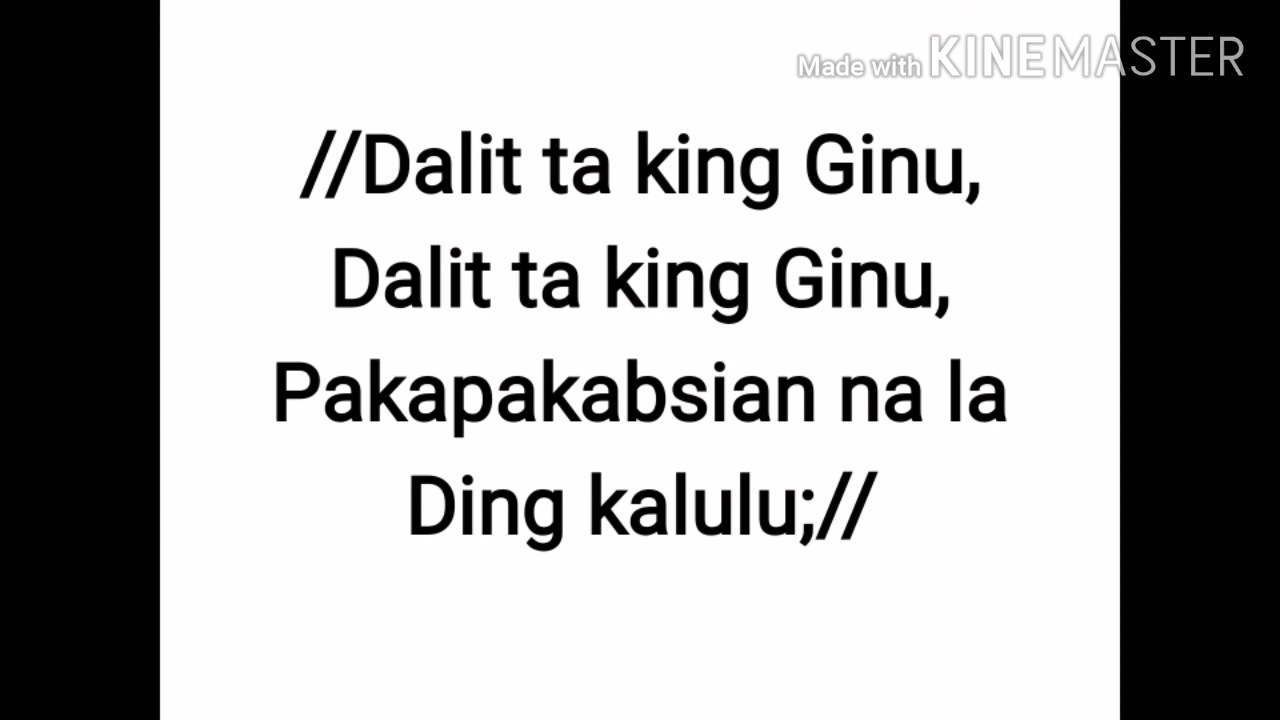 Made with KINEMASTER
//Dalit ta king Ginu,
Dalit ta king Ginu,
Pakapakabsian na la
Ding kalulu;//